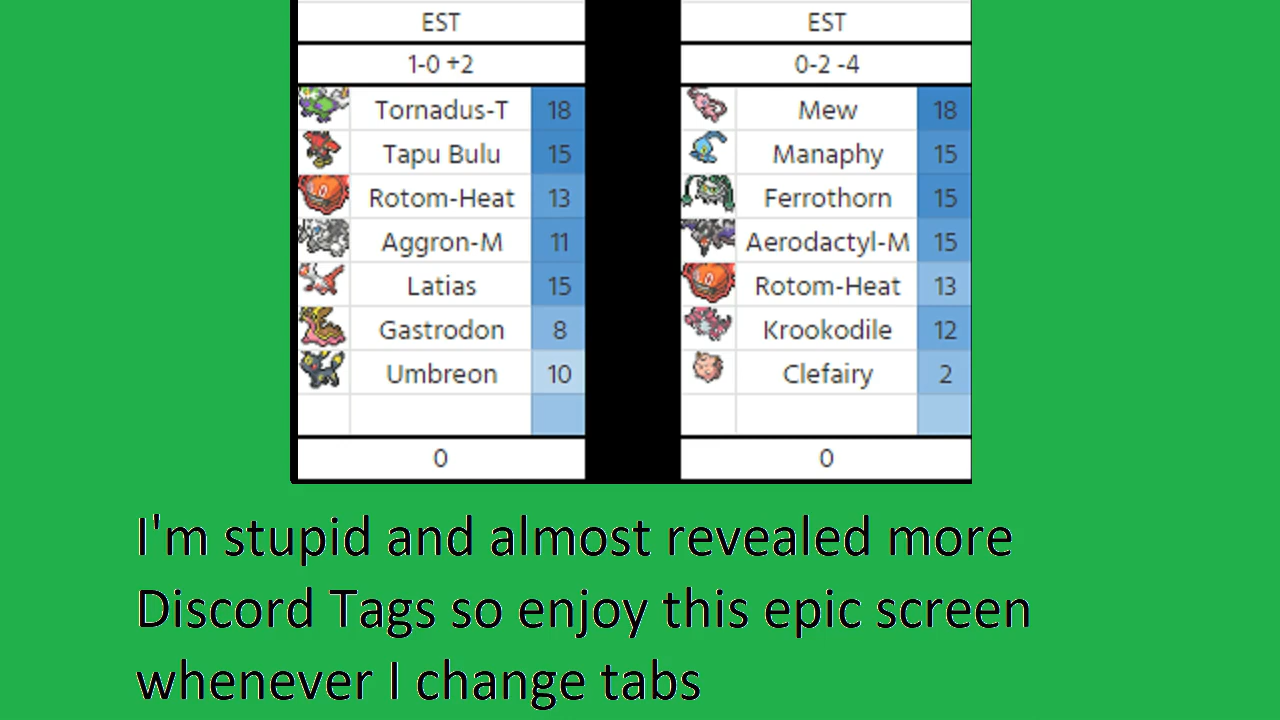 EST EST
1-0 +2 0-2 -4
Tornadus-T 18 Mew 18
Tapu Bulu 15 Manaphy 15
Rotom-Heat 13 Ferrothorn 15
Aggron-M 11 Aerodactyl-M 15
Latias 15 Rotom-Heat 13
Gastrodon 8 Krookodile 12
Umbreon 10 Clefairy 2
0 0
I'm stupid and almost revealed more
Discord Tags so enjoy this epic screen
whenever I change tabs